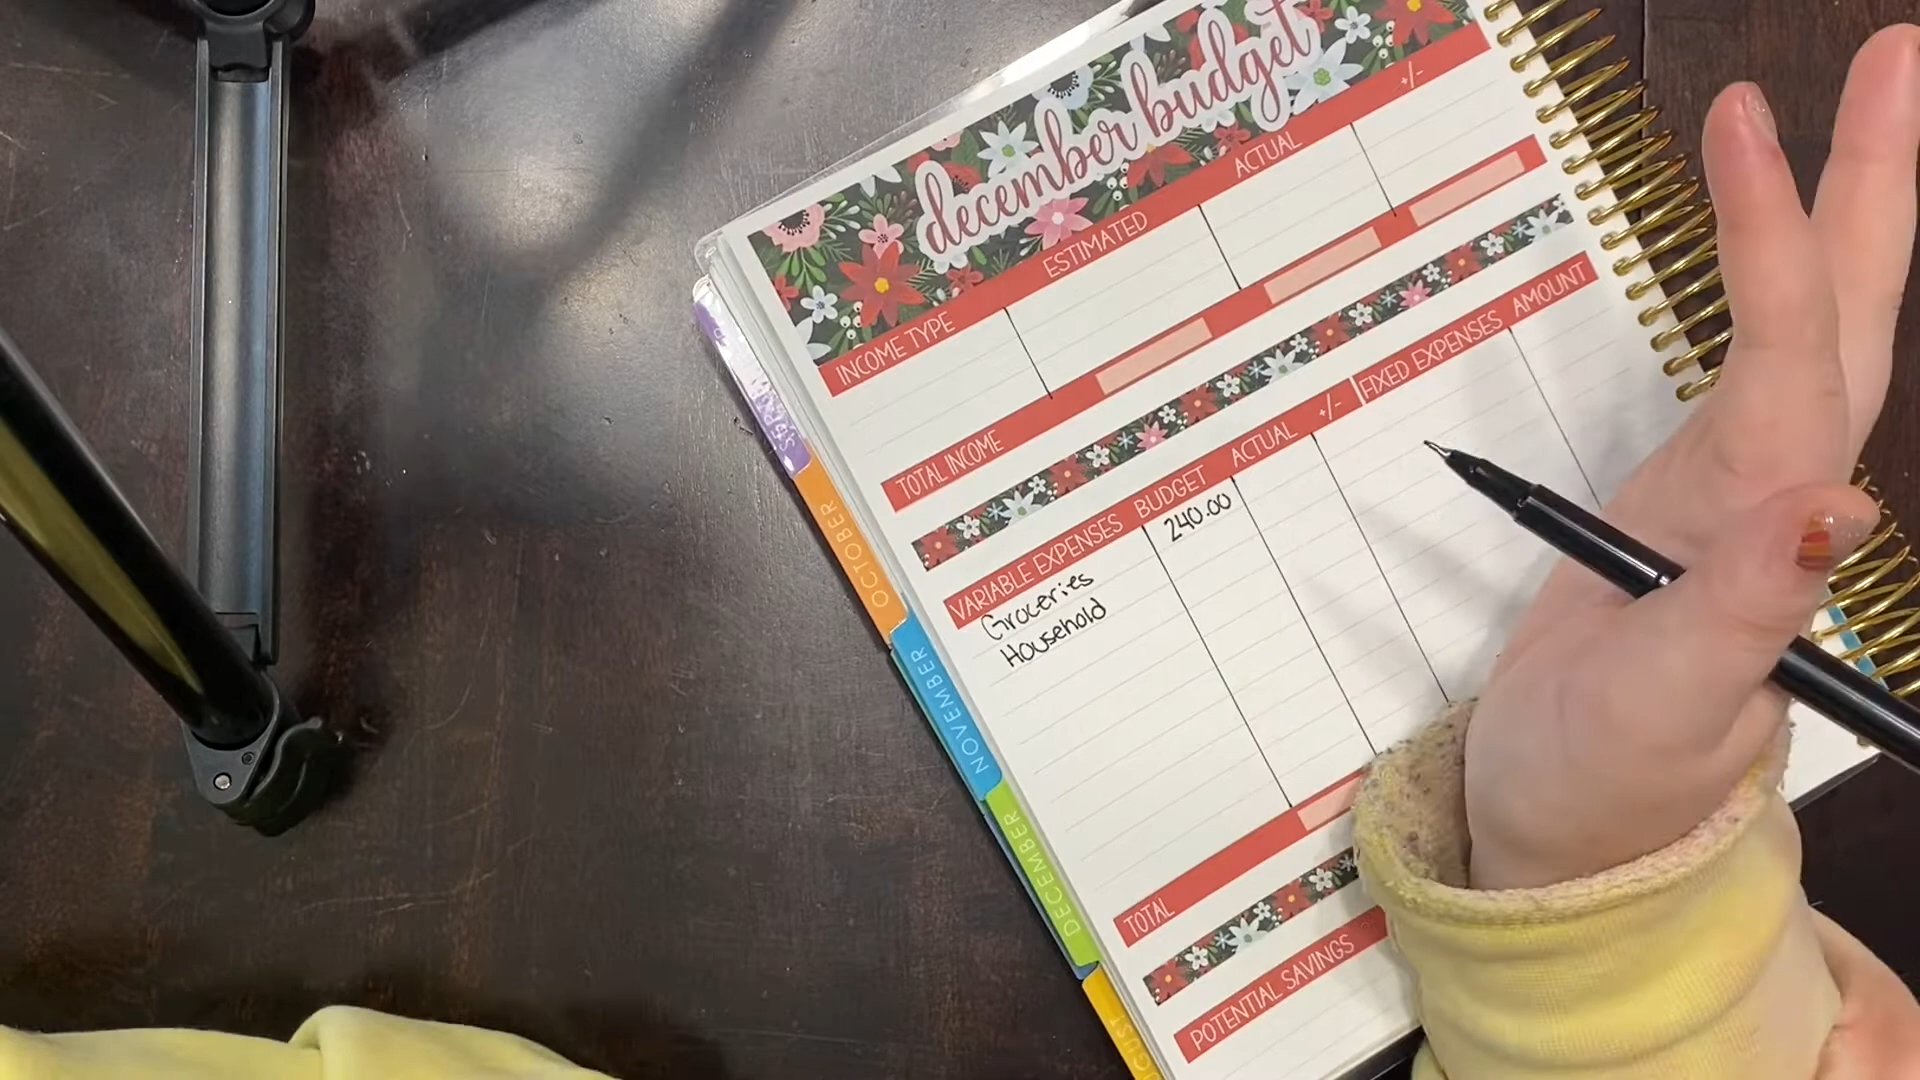 december budget
INCOME TYPE ESTIMATED ACTUAL +/-
TOTAL INCOME
VARIABLE EXPENSES BUDGET ACTUAL +/- FIXED EXPENSES AMOUNT
Groceries 240.00
Household
TOTAL
POTENTIAL SAVINGS
OCTOBER
NOVEMBER
DECEMBER